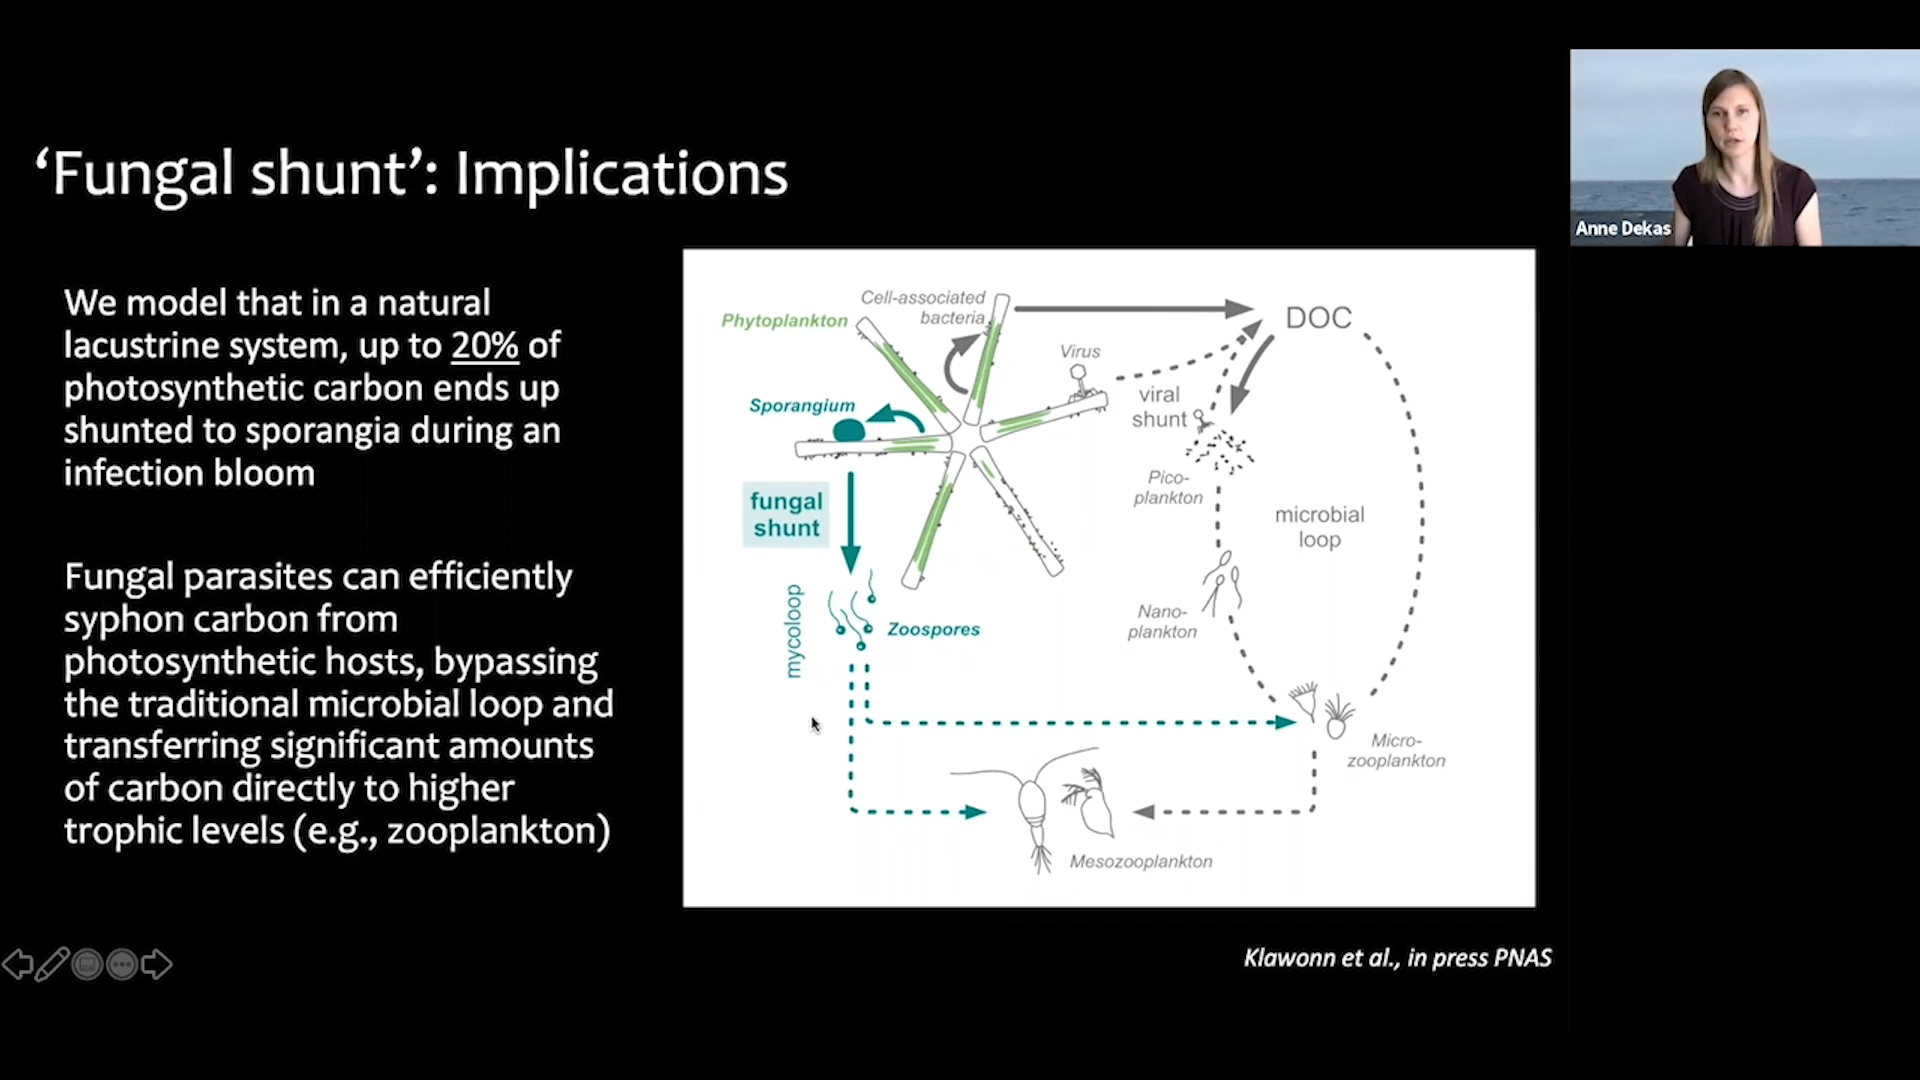 ‘Fungal shunt’: Implications
Anne Dekas
We model that in a natural
lacustrine system, up to 20% of
photosynthetic carbon ends up
shunted to sporangia during an
infection bloom
Fungal parasites can efficiently
syphon carbon from
photosynthetic hosts, bypassing
the traditional microbial loop and
transferring significant amounts
of carbon directly to higher
trophic levels (e.g., zooplankton)
Cell-associated
bacteria
Phytoplankton
DOC
Virus
viral
shunt
Sporangium
Pico-
plankton
fungal
shunt
microbial
loop
mycoloop
Zoospores
Nano-
plankton
Micro-
zooplankton
Mesozooplankton
Klawonn et al., in press PNAS